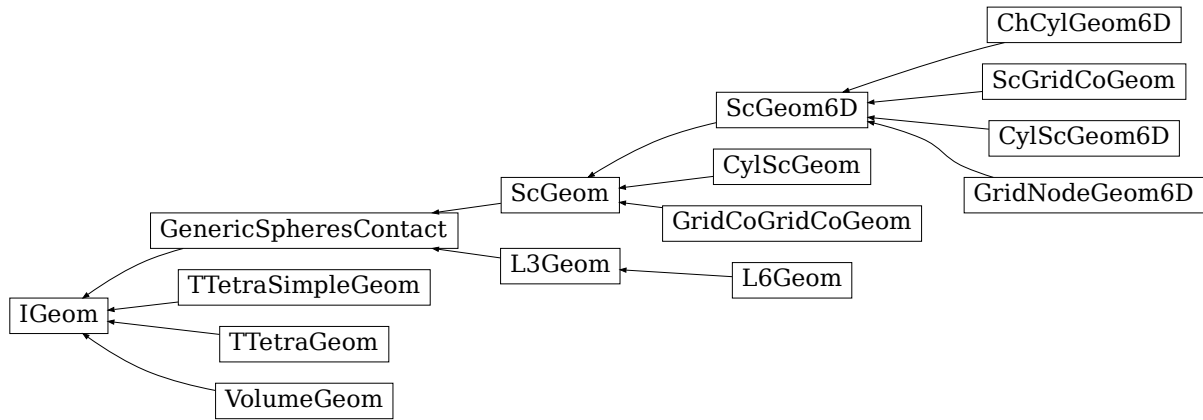 ChCylGeom6D
ScGridCoGeom
ScGeom6D
CylScGeom6D
CylScGeom
GridNodeGeom6D
ScGeom
GridCoGridCoGeom
GenericSpheresContact
L3Geom
L6Geom
TTetraSimpleGeom
IGeom
TTetraGeom
VolumeGeom